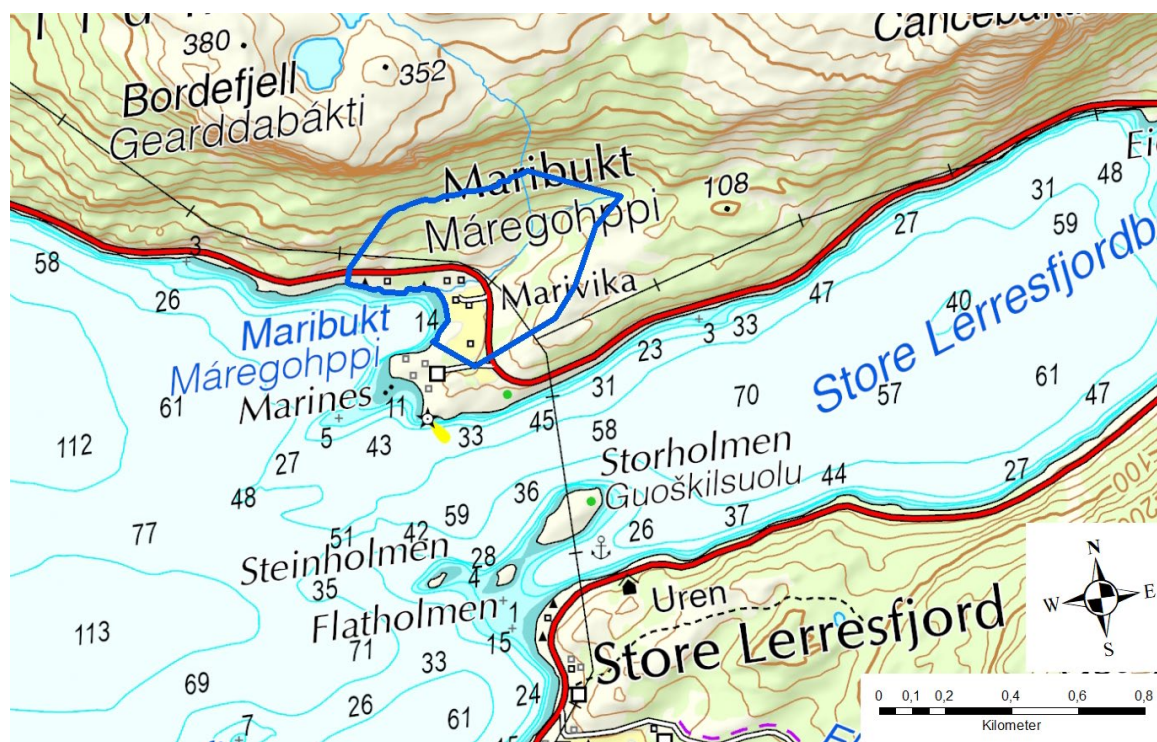 380
352
Bordefjell
Gearddabákti
Maribukt
Máregohppi
108
31
48
27
59
3
58
26
Marivika
Maribukt
Máregohppi
14
47
40
3
33
23
Store Lerresfjordb
61
Marines
11
5
43
33
45
31
58
70
57
61
47
112
27
48
Storholmen
Guoškilsuolu
36
26
37
44
27
77
51
42
59
Steinholmen
28
4
35
Flatholmen
1
15
Uren
Store Lerresfjord
113
71
33
69
26
24
61
7
N
W
E
S
0
0,1
0,2
0,4
0,6
0,8
Kilometer